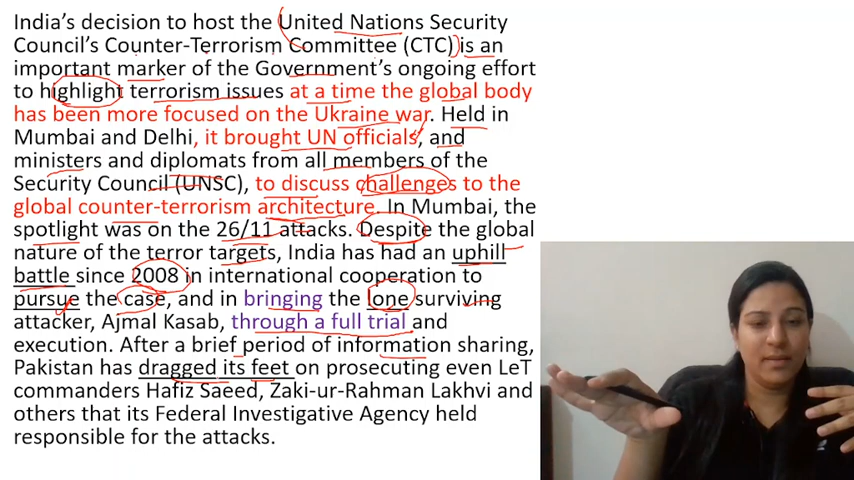 India's decision to host the United Nations Security
Council's Counter-Terrorism Committee (CTC) is an
important marker of the Government's ongoing effort
to highlight terrorism issues at a time the global body
has been more focused on the Ukraine war. Held in
Mumbai and Delhi, it brought UN officials, and
ministers and diplomats from all members of the
Security Council (UNSC), to discuss challenges to the
global counter-terrorism architecture. In Mumbai, the
spotlight was on the 26/11 attacks. Despite the global
nature of the terror targets, India has had an uphill
battle since 2008 in international cooperation to
pursue the case, and in bringing the lone surviving
attacker, Ajmal Kasab, through a full trial and
execution. After a brief period of information sharing,
Pakistan has dragged its feet on prosecuting even LeT
commanders Hafiz Saeed, Zaki-ur-Rahman Lakhvi and
others that its Federal Investigative Agency held
responsible for the attacks.